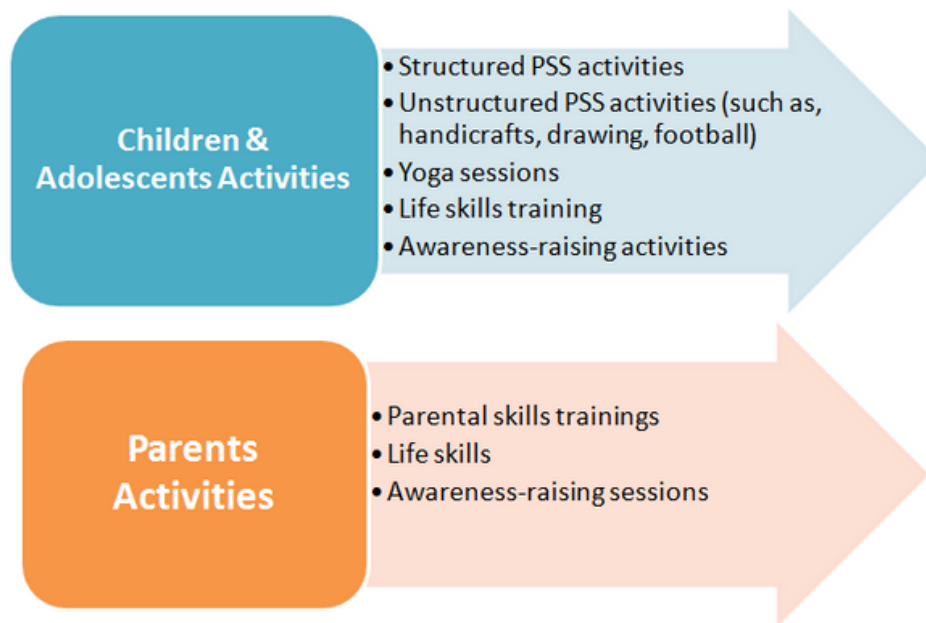 Children &
Adolescents Activities
• Structured PSS activities
• Unstructured PSS activities (such as,
handicrafts, drawing, football)
• Yoga sessions
• Life skills training
• Awareness-raising activities
Parents
Activities
• Parental skills trainings
• Life skills
• Awareness-raising sessions